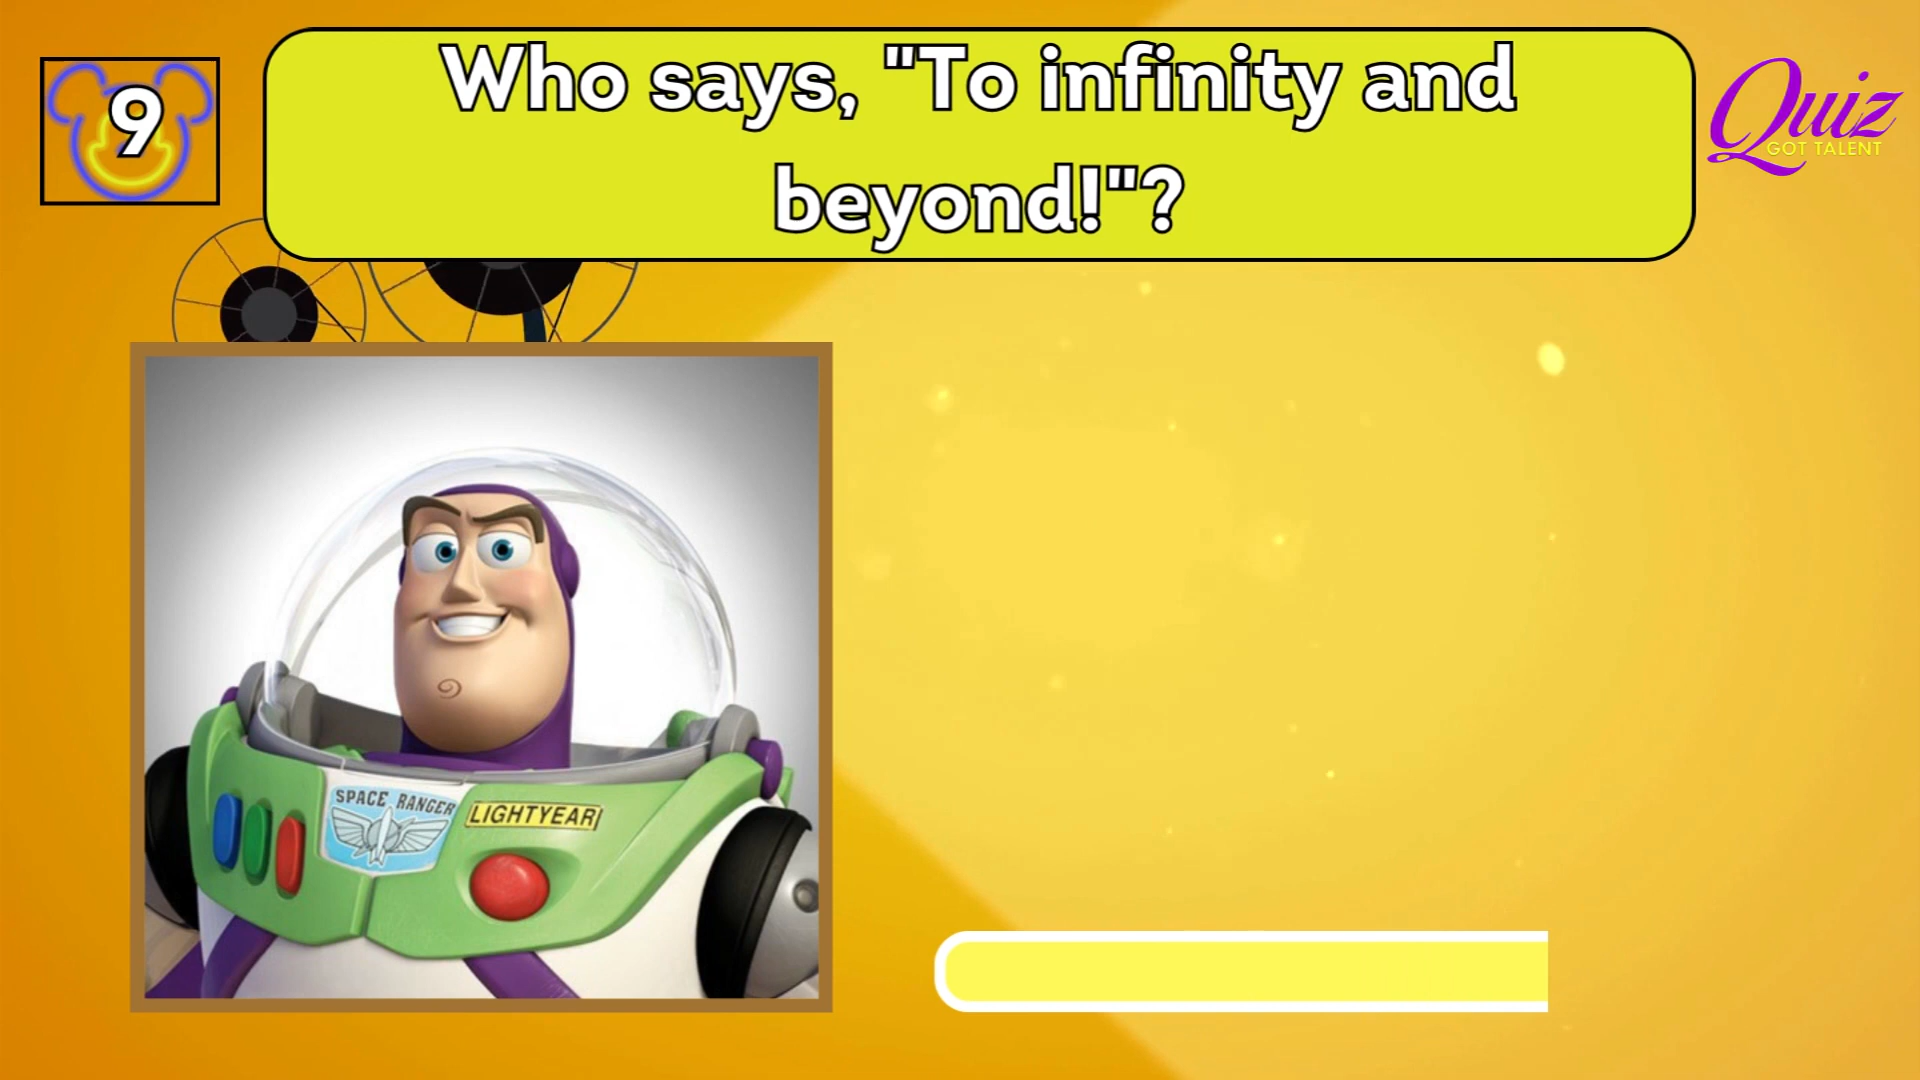 9
Who says, "To infinity and
beyond!"?
Quiz
GOT TALENT
SPACE RANGER
LIGHTYEAR